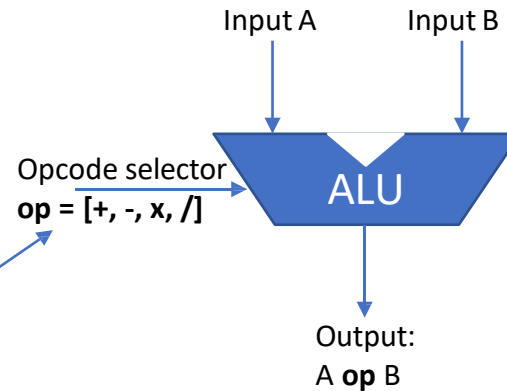 Input A
Input B
Opcode selector
op = [+, -, x, /]
ALU
Output:
A op B